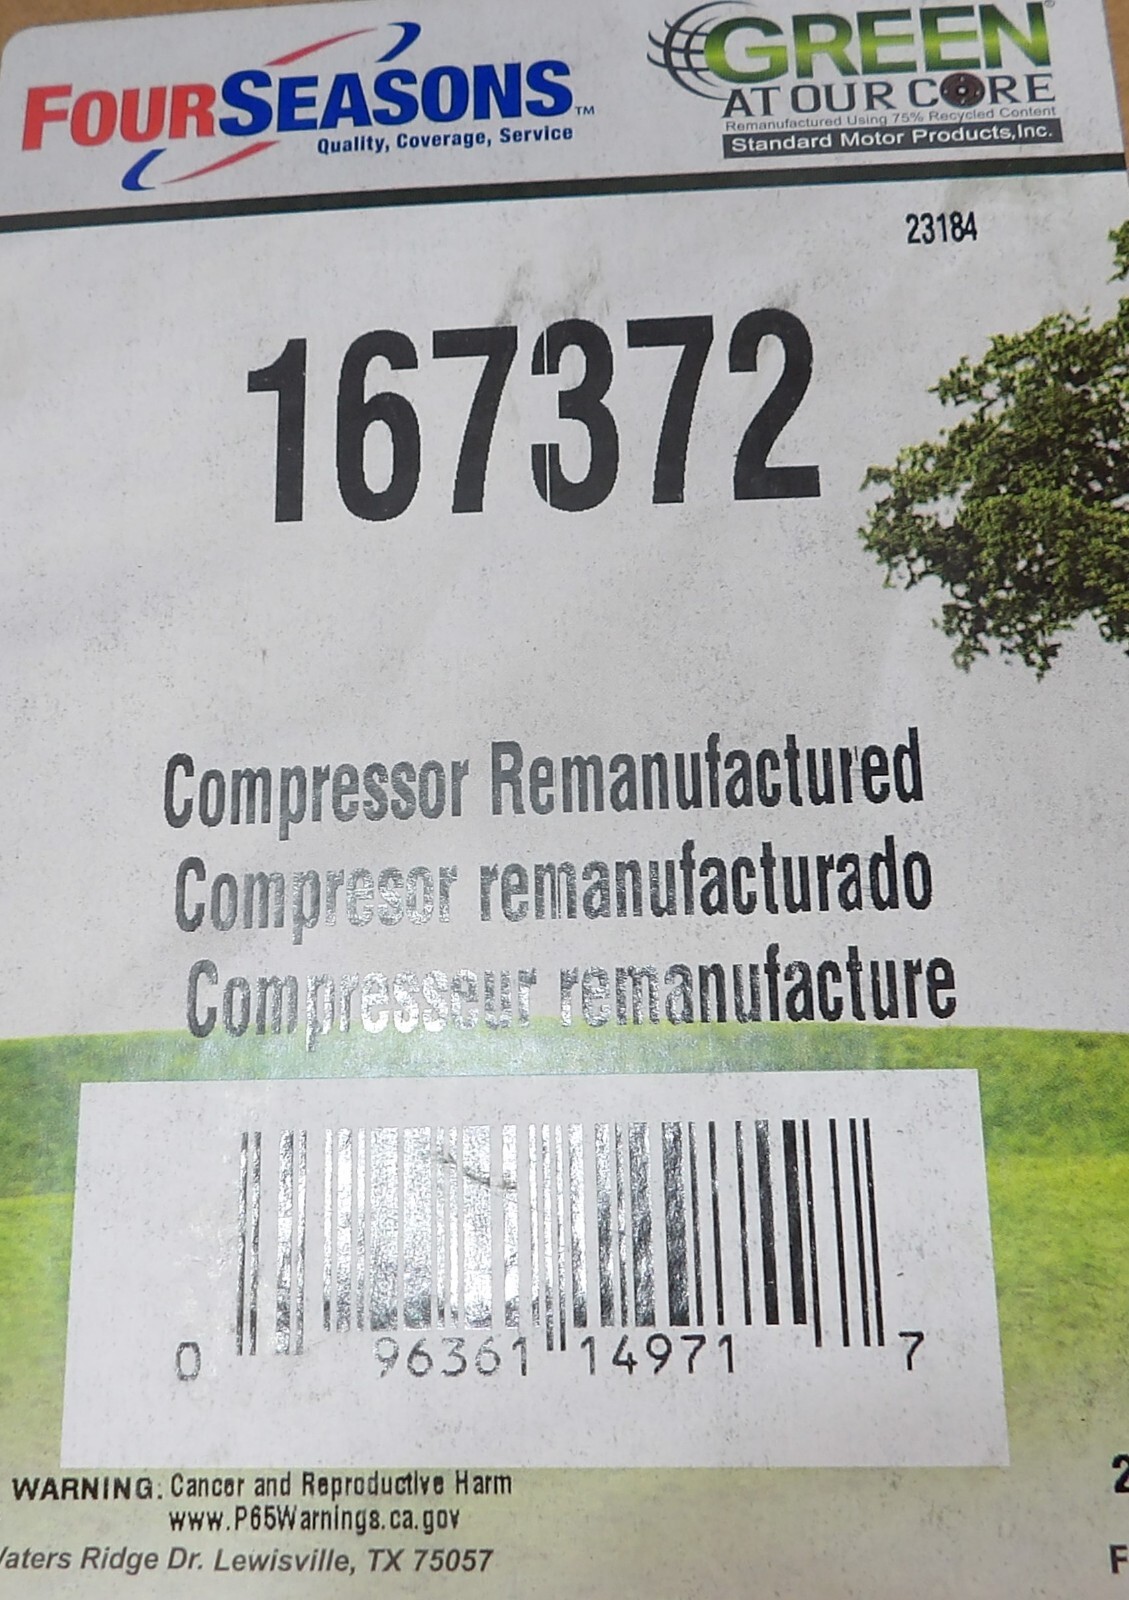 FOURSEASONS™
Quality, Coverage, Service
GREEN®
AT OUR CORE
Remanufactured Using 75% Recycled Content
Standard Motor Products, Inc.
23184
167372
Compressor Remanufactured
Compresor remanufacturado
Compresseur remanufacture
0 96361 14971 7
WARNING: Cancer and Reproductive Harm
www.P65Warnings.ca.gov
Ridge Dr. Lewisville, TX 75057